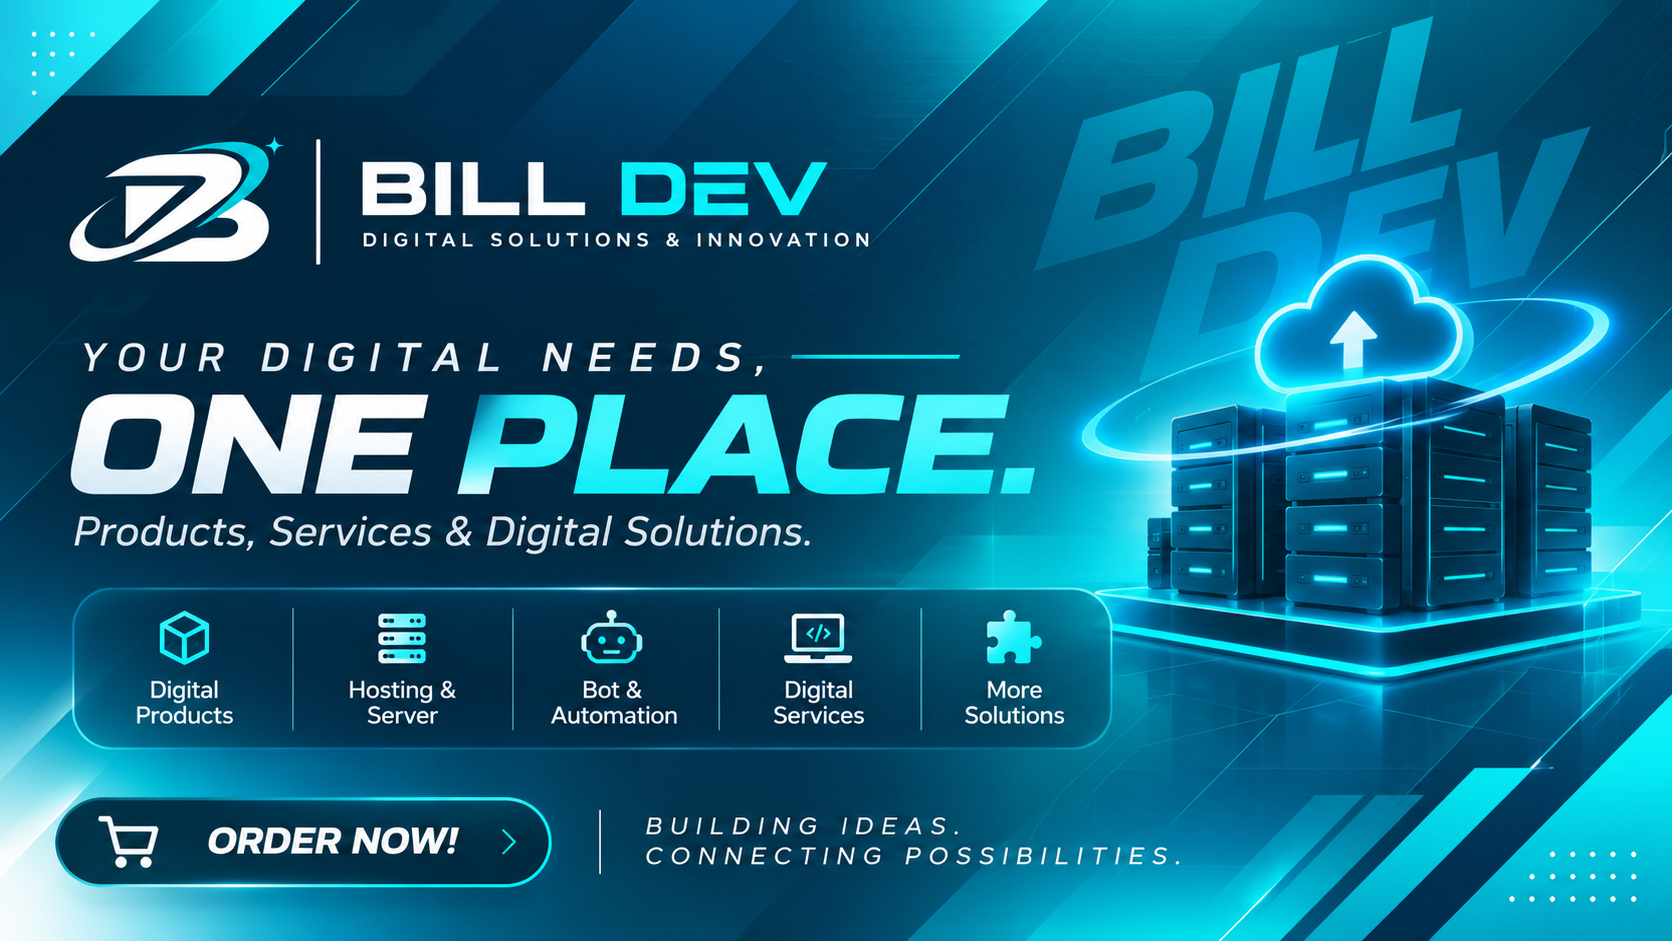 BILL DEV
DIGITAL SOLUTIONS & INNOVATION
BILL
DEV
YOUR DIGITAL NEEDS,
ONE PLACE.
Products, Services & Digital Solutions.
Digital
Products
Hosting &
Server
Bot &
Automation
Digital
Services
More
Solutions
ORDER NOW!
BUILDING IDEAS.
CONNECTING POSSIBILITIES.